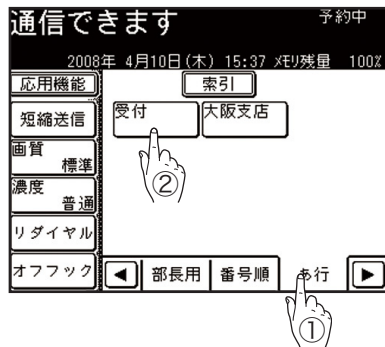 通信できます
予約中
2008年 4月10日(木) 15:37 メモリ残量 100%
応用機能
索引
短縮送信
受付
大阪支店
画質
標準
②
濃度
普通
リダイヤル
オフフック
部長用
番号順
あ行
①